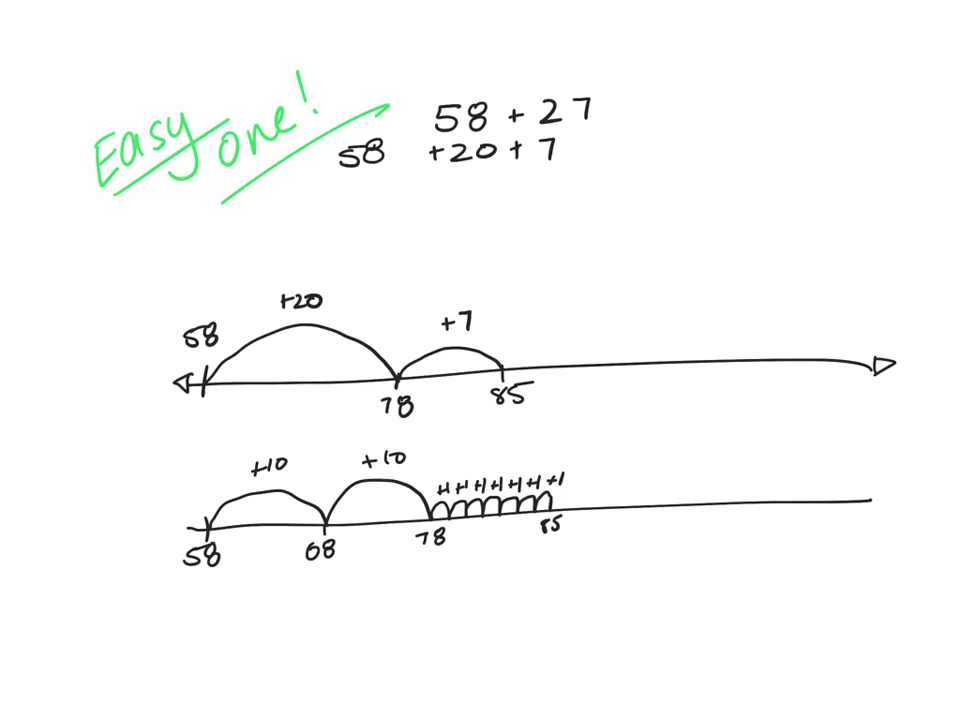 Easy one!
58 + 27
58 +20 + 7
+20
+7
58
78
85
+10
+10
+1 +1 +1 +1 +1 +1 +1
58
68
78
85